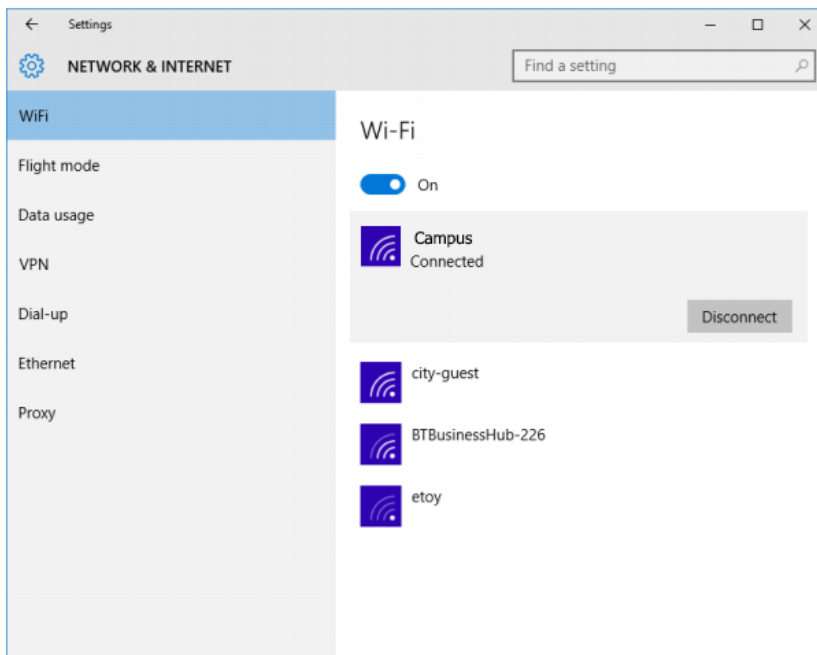 Settings
NETWORK & INTERNET
Find a setting
WiFi
Flight mode
Data usage
VPN
Dial-up
Ethernet
Proxy
Wi-Fi
On
Campus
Connected
Disconnect
city-guest
BTBusinessHub-226
etoy